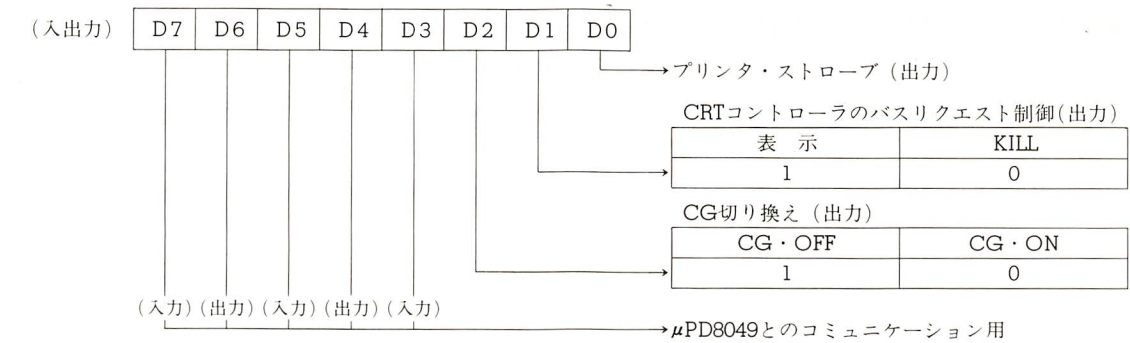 (入出力) D7 D6 D5 D4 D3 D2 D1 D0
プリンタ・ストローブ (出力)
CRTコントローラのバスリクエスト制御(出力)
表 示 KILL
1 0
CG切り換え (出力)
CG・OFF CG・ON
1 0
(入力) (出力) (入力) (出力) (入力)
μPD8049とのコミュニケーション用